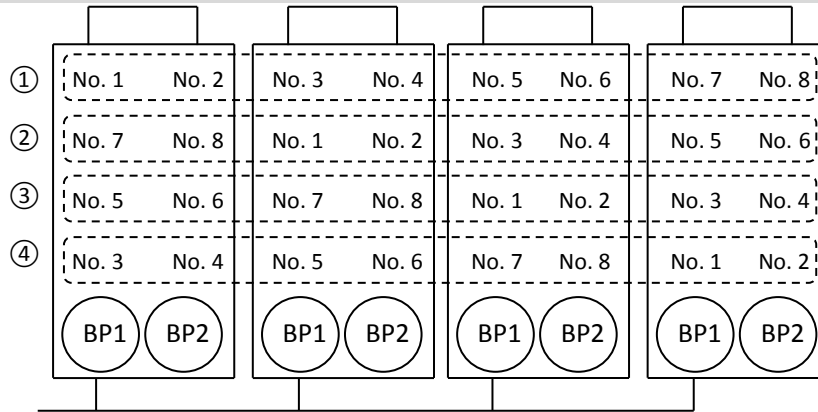 ① No. 1 No. 2 No. 3 No. 4 No. 5 No. 6 No. 7 No. 8
② No. 7 No. 8 No. 1 No. 2 No. 3 No. 4 No. 5 No. 6
③ No. 5 No. 6 No. 7 No. 8 No. 1 No. 2 No. 3 No. 4
④ No. 3 No. 4 No. 5 No. 6 No. 7 No. 8 No. 1 No. 2
BP1 BP2 BP1 BP2 BP1 BP2 BP1 BP2